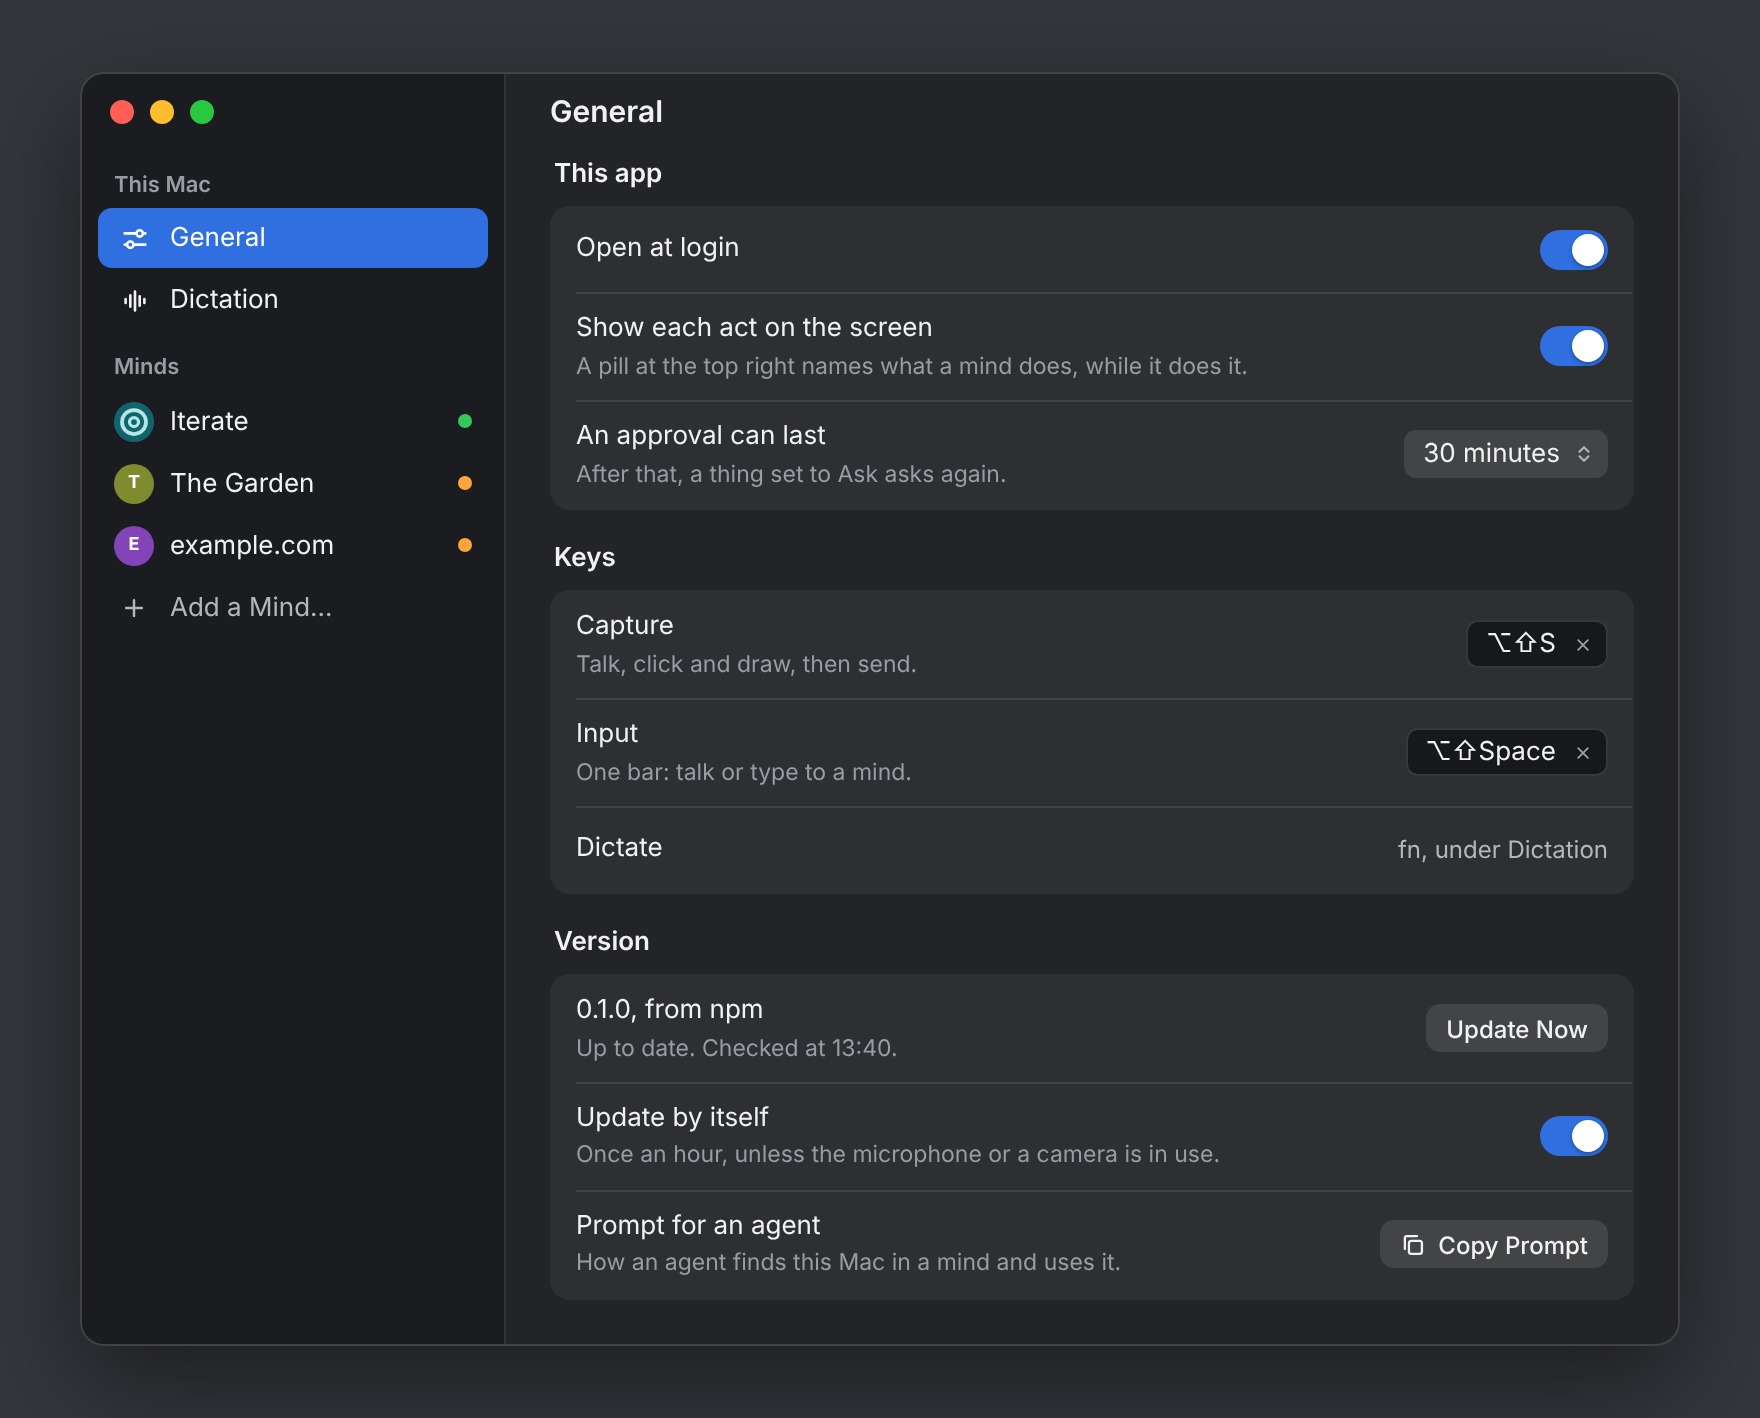 This Mac
General
Dictation
Minds
Iterate
T The Garden
E example.com
Add a Mind...
General
This app
Open at login
Show each act on the screen
A pill at the top right names what a mind does, while it does it.
An approval can last
After that, a thing set to Ask asks again.
30 minutes
Keys
Capture
Talk, click and draw, then send.
⌥⇧S ×
Input
One bar: talk or type to a mind.
⌥⇧Space ×
Dictate
fn, under Dictation
Version
0.1.0, from npm
Up to date. Checked at 13:40.
Update Now
Update by itself
Once an hour, unless the microphone or a camera is in use.
Prompt for an agent
How an agent finds this Mac in a mind and uses it.
Copy Prompt